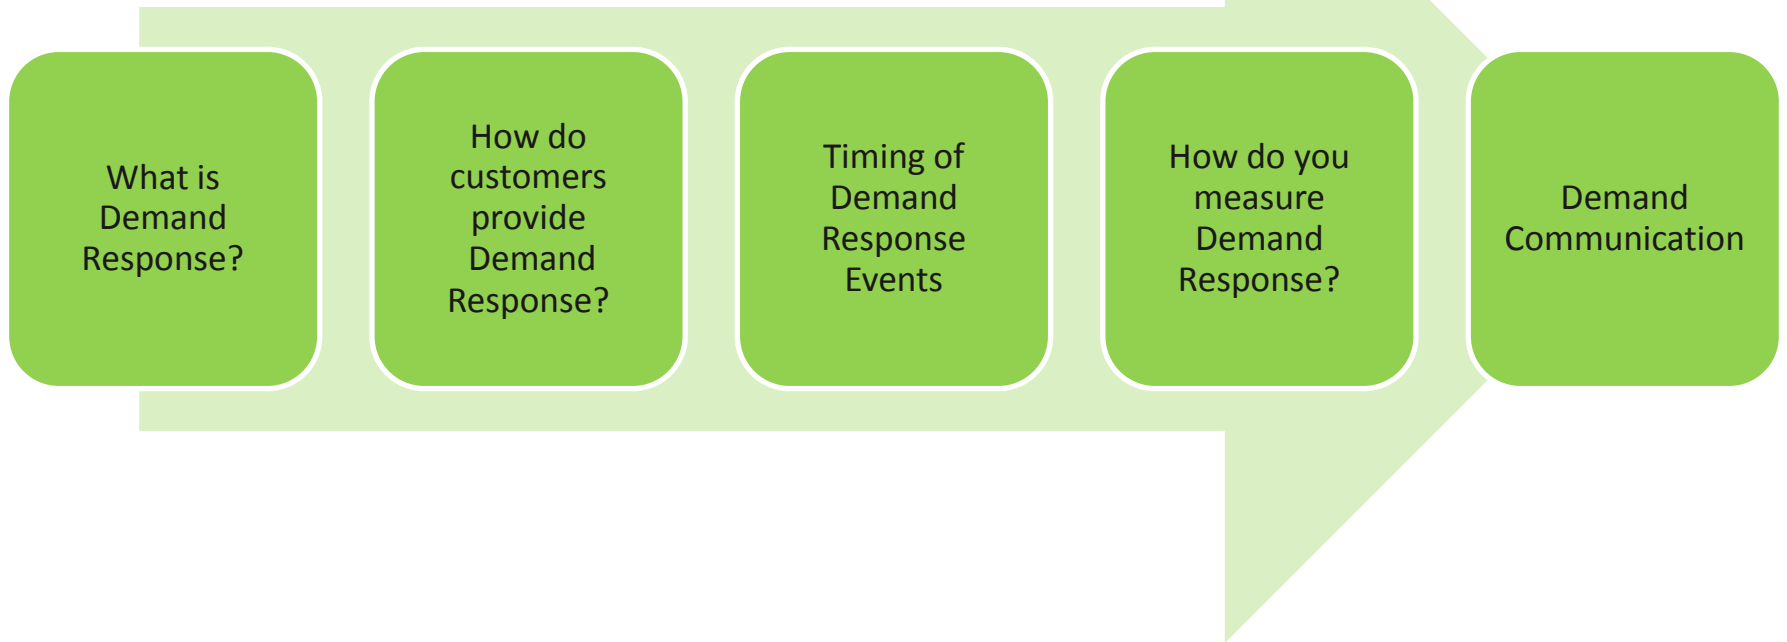 What is
Demand
Response?
How do
customers
provide
Demand
Response?
Timing of
Demand
Response
Events
How do you
measure
Demand
Response?
Demand
Communication